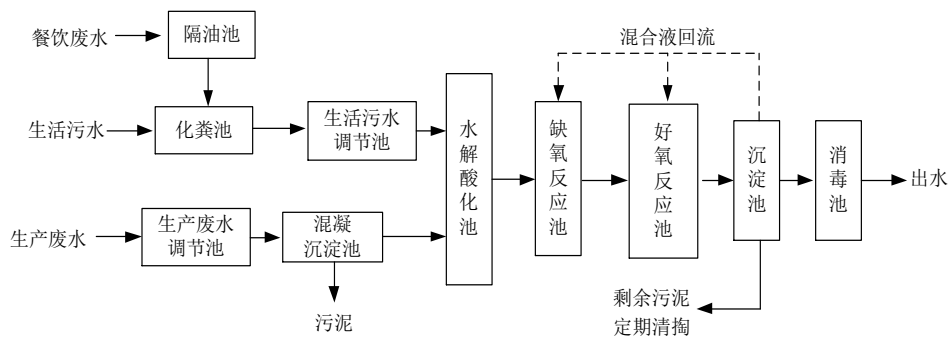 餐饮废水
隔油池
混合液回流
生活污水
化粪池
生活污水
调节池
水解酸化池
缺氧反应池
好氧反应池
沉淀池
消毒池
出水
生产废水
生产废水
调节池
混凝
沉淀池
污泥
剩余污泥
定期清掏